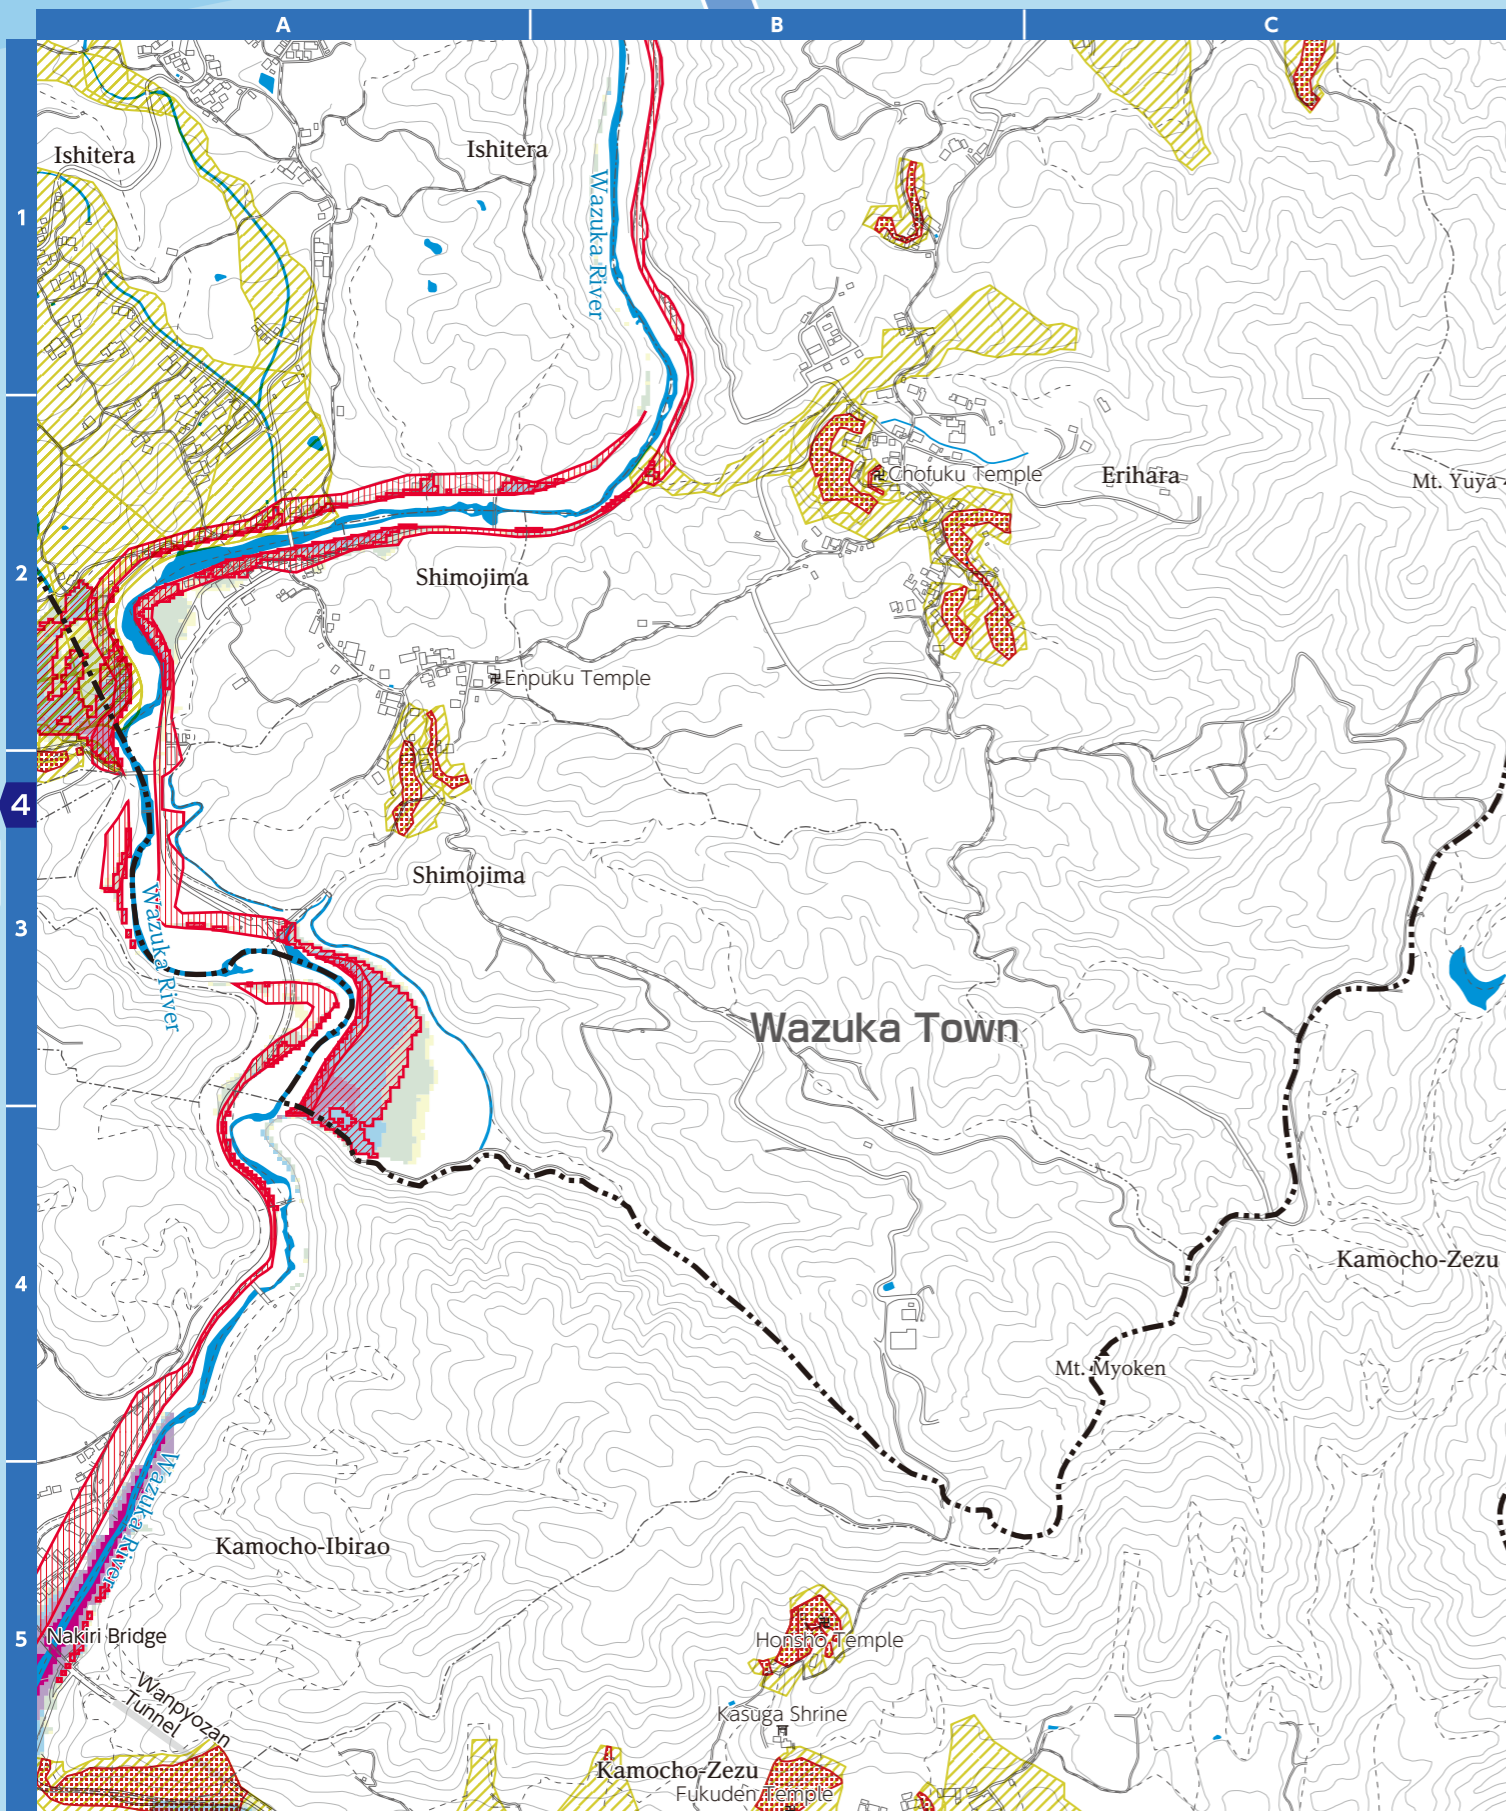 A
B
C
Ishitera
Ishitera
1
Wazuka River
Chofuku Temple
Erihara
Mt. Yuya
2
Shimojima
Enpuku Temple
4
Shimojima
3
Wazuka River
Wazuka Town
Kamocho-Zezu
4
Mt. Myoken
Wazuka River
Kamocho-Ibirao
5
Nakiri Bridge
Honsho Temple
Wanpyozan
Tunnel
Kasuga Shrine
Kamocho-Zezu
Fukuden Temple